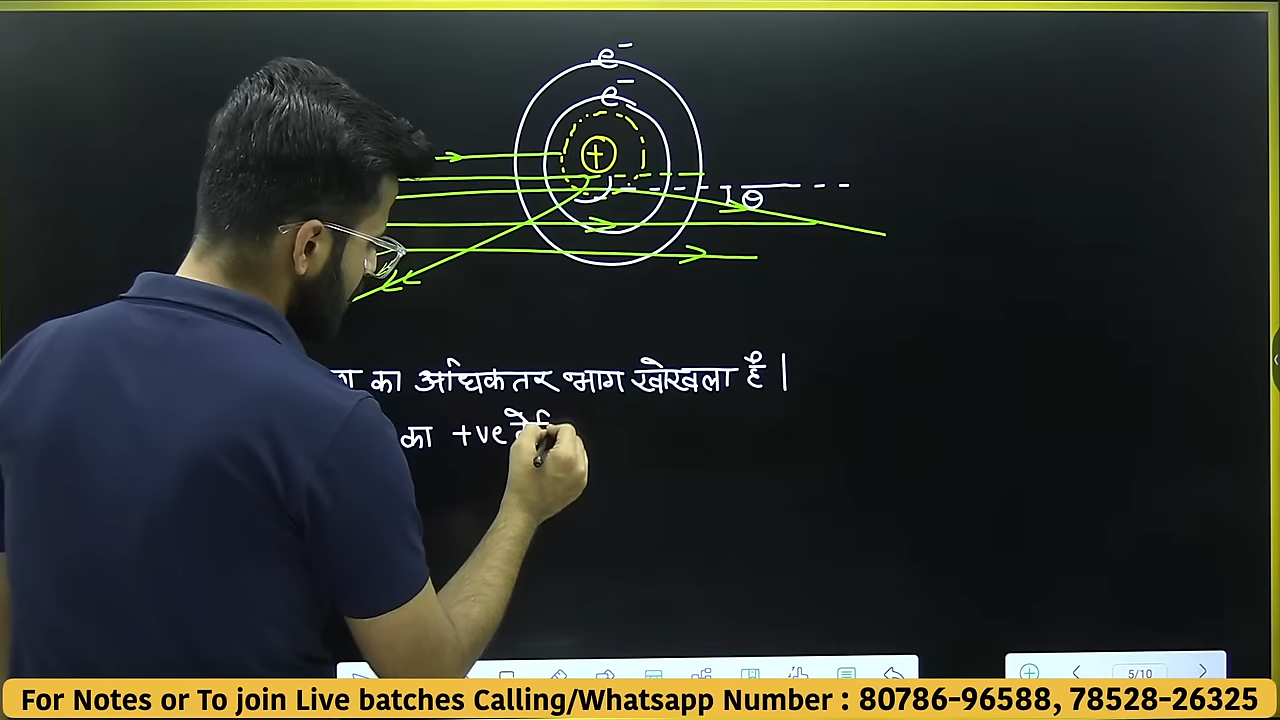 e⁻
e⁻
+
θ
का अधिकतर भाग खोखला है |
का +ve
5/10
For Notes or To join Live batches Calling/Whatsapp Number : 80786-96588, 78528-26325